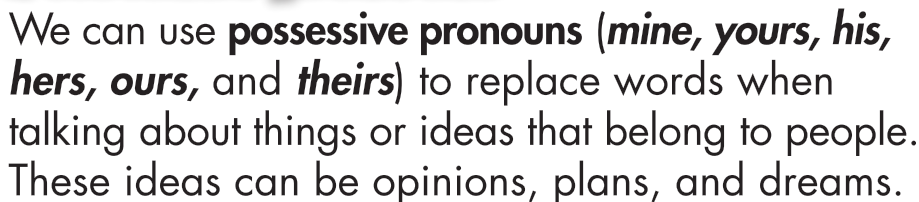 We can use possessive pronouns (mine, yours, his,
hers, ours, and theirs) to replace words when
talking about things or ideas that belong to people.
These ideas can be opinions, plans, and dreams.